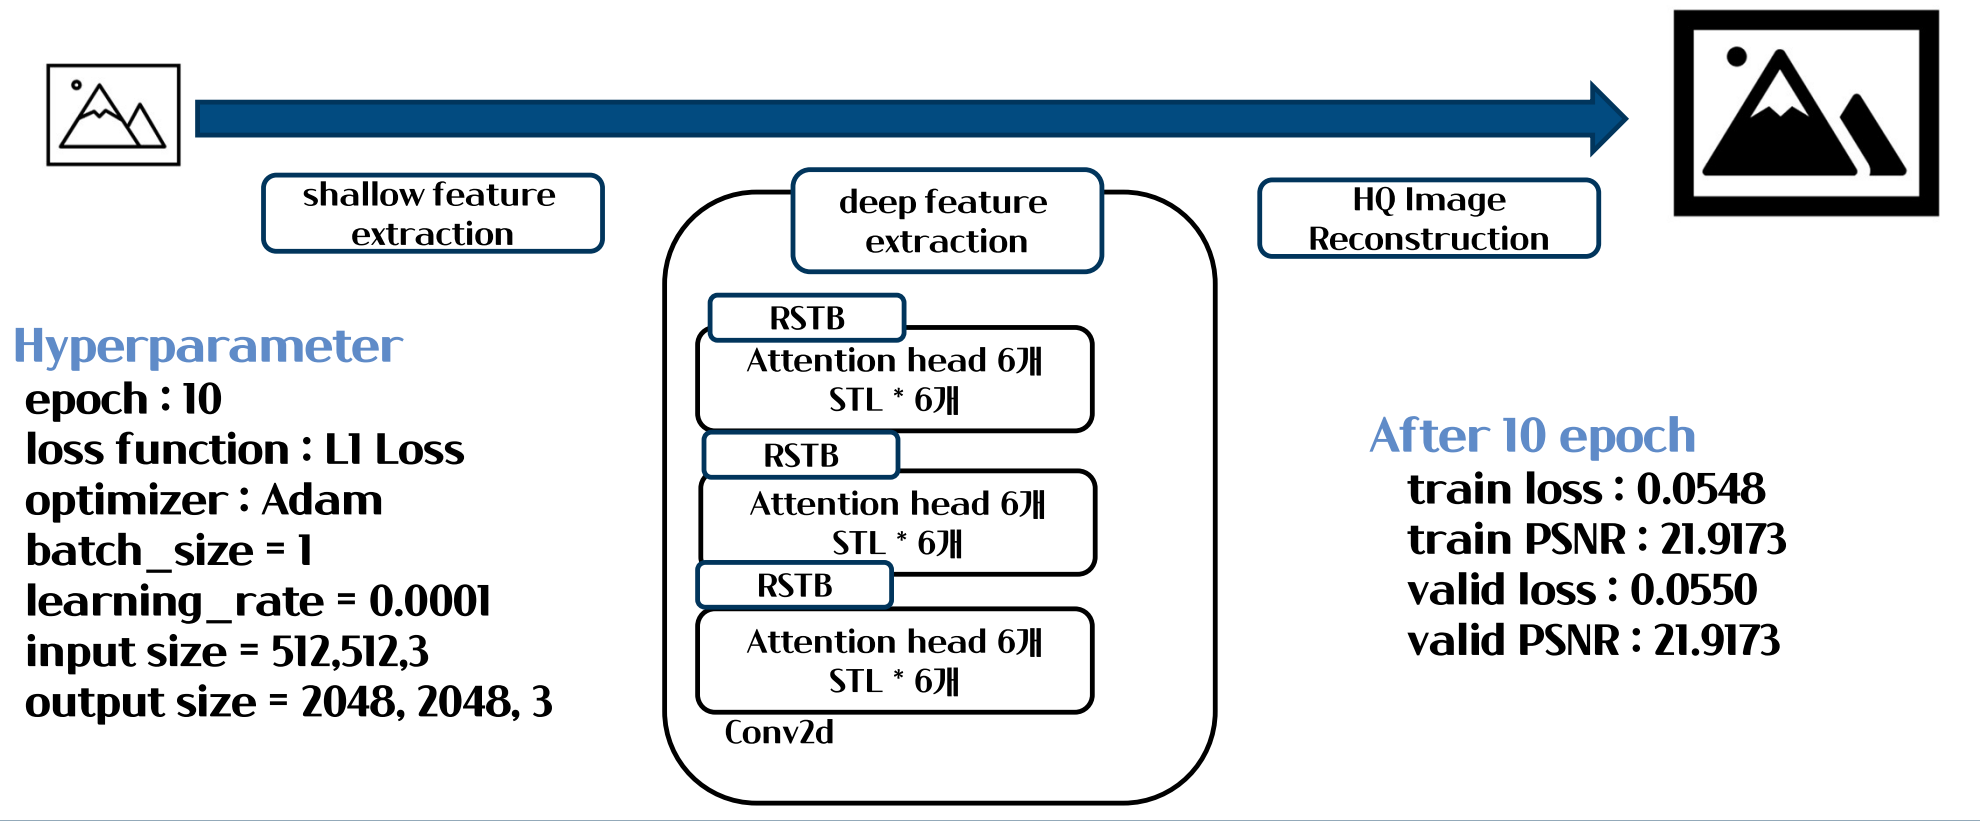 shallow feature
extraction
deep feature
extraction
HQ Image
Reconstruction
Hyperparameter
epoch : 10
loss function : L1 Loss
optimizer : Adam
batch_size = 1
learning_rate = 0.0001
input size = 512,512,3
output size = 2048, 2048, 3
RSTB
Attention head 6개
STL * 6개
RSTB
Attention head 6개
STL * 6개
RSTB
Attention head 6개
STL * 6개
Conv2d
After 10 epoch
train loss : 0.0548
train PSNR : 21.9173
valid loss : 0.0550
valid PSNR : 21.9173